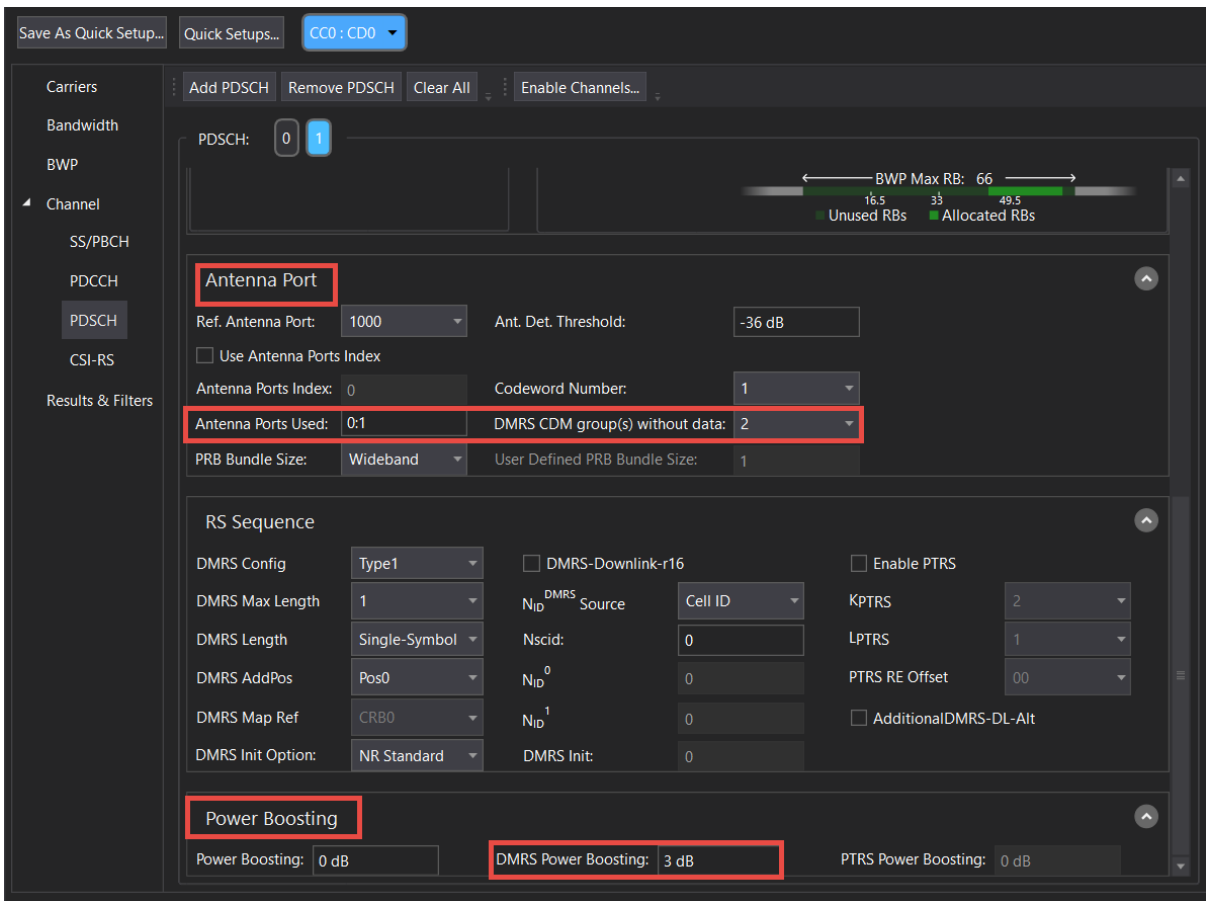 Save As Quick Setup... Quick Setups... CC0 : CD0
Carriers
Bandwidth
BWP
Channel
SS/PBCH
PDCCH
PDSCH
CSI-RS
Results & Filters
Add PDSCH Remove PDSCH Clear All Enable Channels...
PDSCH: 0 1
BWP Max RB: 66
16.5 33 49.5
Unused RBs Allocated RBs
Antenna Port
Ref. Antenna Port: 1000 Ant. Det. Threshold: -36 dB
Use Antenna Ports Index
Antenna Ports Index: 0 Codeword Number: 1
Antenna Ports Used: 0:1 DMRS CDM group(s) without data: 2
PRB Bundle Size: Wideband User Defined PRB Bundle Size: 1
RS Sequence
DMRS Config Type1 DMRS-Downlink-r16 Enable PTRS
DMRS Max Length 1 NID DMRS Source Cell ID KPTRS 2
DMRS Length Single-Symbol Nscid: 0 LPTRS 1
DMRS AddPos Pos0 NID 0 0 PTRS RE Offset 00
DMRS Map Ref CRB0 NID 1 0 AdditionalDMRS-DL-Alt
DMRS Init Option: NR Standard DMRS Init: 0
Power Boosting
Power Boosting: 0 dB DMRS Power Boosting: 3 dB PTRS Power Boosting: 0 dB